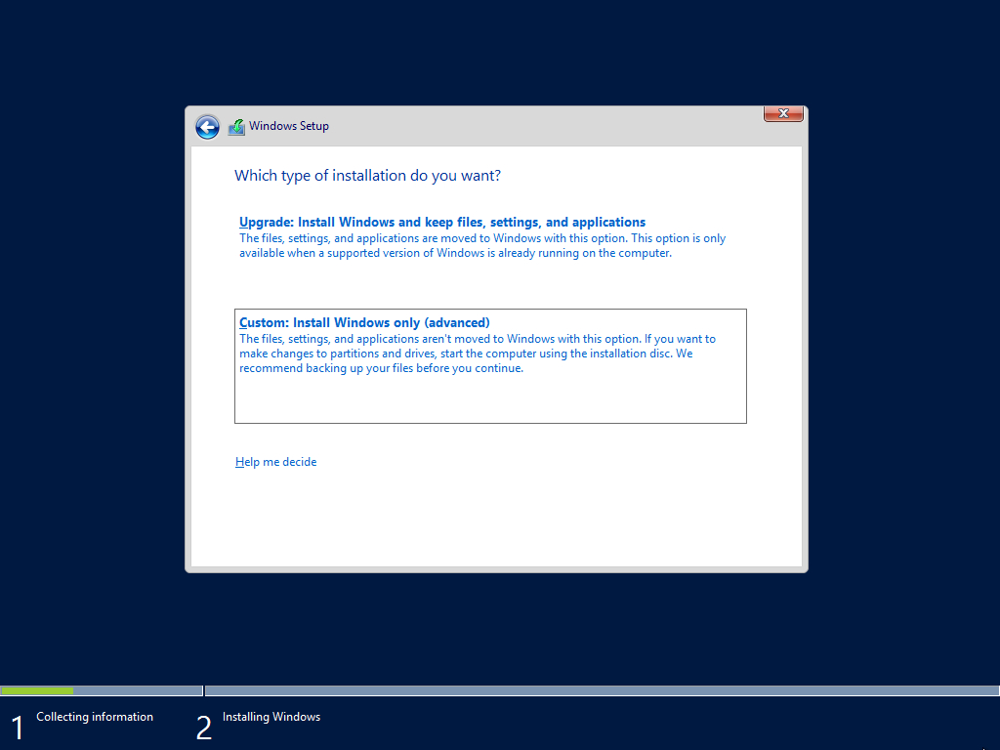 Windows Setup
Which type of installation do you want?
Upgrade: Install Windows and keep files, settings, and applications
The files, settings, and applications are moved to Windows with this option. This option is only
available when a supported version of Windows is already running on the computer.
Custom: Install Windows only (advanced)
The files, settings, and applications aren't moved to Windows with this option. If you want to
make changes to partitions and drives, start the computer using the installation disc. We
recommend backing up your files before you continue.
Help me decide
1 Collecting information
2 Installing Windows